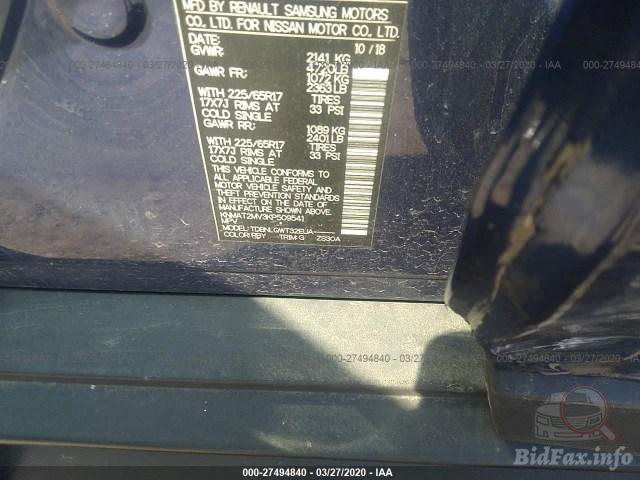 MFD BY RENAULT SAMSUNG MOTORS
CO., LTD. FOR NISSAN MOTOR CO., LTD.
DATE: 10 / 18
GVWR: 2141 KG
4720LB
GAWR FR: 1072 KG
2363 LB
WITH 225/65R17 TIRES
17X7J RIMS AT 33 PSI
COLD SINGLE
GAWR RR: 1089 KG
2401 LB
WITH 225/65R17 TIRES
17X7J RIMS AT 33 PSI
COLD SINGLE
THIS VEHICLE CONFORMS TO
ALL APPLICABLE FEDERAL
MOTOR VEHICLE SAFETY AND
THEFT PREVENTION STANDARDS
IN EFFECT ON THE DATE OF
MANUFACTURE SHOWN ABOVE.
KNMAT2MV3KP509541
MPV
MODEL: TDBNLGWT32EIJA
COLOR: RBY TRIM: G ZS30A
000-27494840 - 03/27/2020 - IAA
000-27494840 - 03/27/2020 - IAA
000-27494840 - 03/27/2020 - IAA
000-27494840 - 03/27/2020 - IAA
BidFax.info